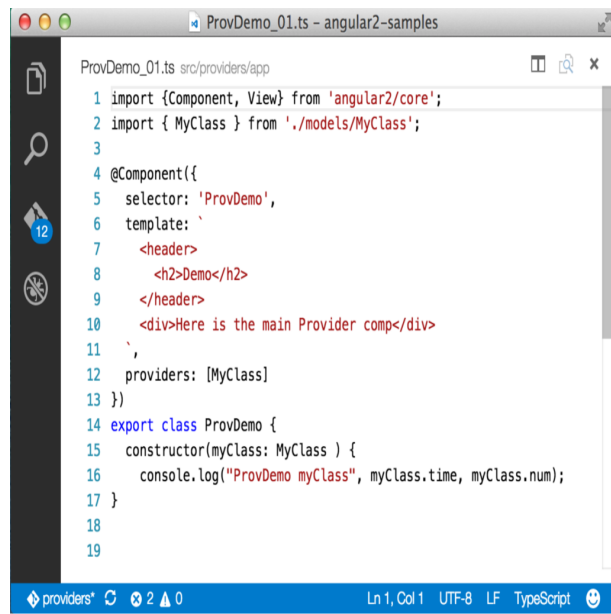 ProvDemo_01.ts - angular2-samples
ProvDemo_01.ts src/providers/app
1 import {Component, View} from 'angular2/core';
2 import { MyClass } from './models/MyClass';
3
4 @Component({
5   selector: 'ProvDemo',
6   template: `
7     <header>
8       <h2>Demo</h2>
9     </header>
10     <div>Here is the main Provider comp</div>
11   `,
12   providers: [MyClass]
13 })
14 export class ProvDemo {
15   constructor(myClass: MyClass ) {
16     console.log("ProvDemo myClass", myClass.time, myClass.num);
17 }
18
19
12
providers* 2 0 Ln 1, Col 1 UTF-8 LF TypeScript